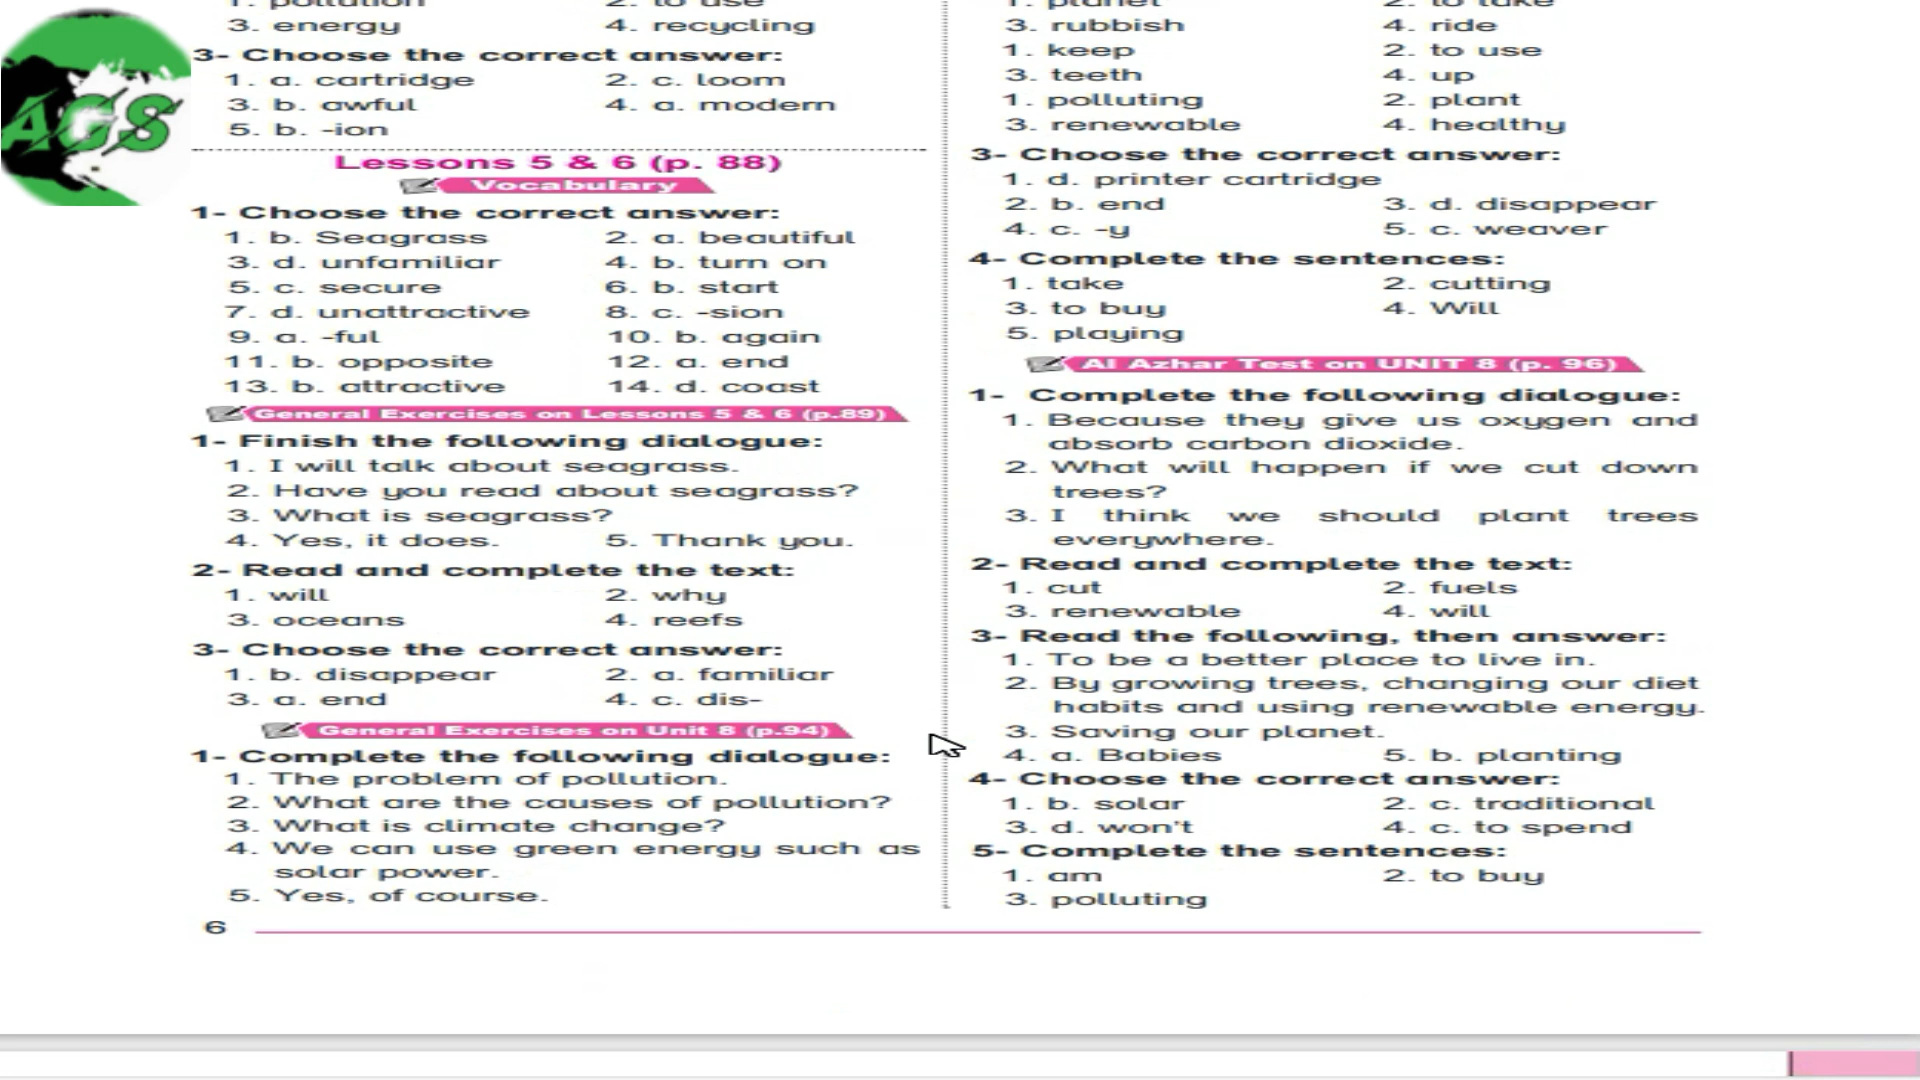 AGS
1. pollution 2. to use
3. energy 4. recycling
3- Choose the correct answer:
1. a. cartridge 2. c. loom
3. b. awful 4. a. modern
5. b. -ion
Lessons 5 & 6 (p. 88)
Vocabulary
1- Choose the correct answer:
1. b. Seagrass 2. a. beautiful
3. d. unfamiliar 4. b. turn on
5. c. secure 6. b. start
7. d. unattractive 8. c. -sion
9. a. -ful 10. b. again
11. b. opposite 12. a. end
13. b. attractive 14. d. coast
General Exercises on Lessons 5 & 6 (p.89)
1- Finish the following dialogue:
1. I will talk about seagrass.
2. Have you read about seagrass?
3. What is seagrass?
4. Yes, it does. 5. Thank you.
2- Read and complete the text:
1. will 2. why
3. oceans 4. reefs
3- Choose the correct answer:
1. b. disappear 2. a. familiar
3. a. end 4. c. dis-
General Exercises on Unit 8 (p.94)
1- Complete the following dialogue:
1. The problem of pollution.
2. What are the causes of pollution?
3. What is climate change?
4. We can use green energy such as
solar power.
5. Yes, of course.
6
1. planet 2. to take
3. rubbish 4. ride
1. keep 2. to use
3. teeth 4. up
1. polluting 2. plant
3. renewable 4. healthy
3- Choose the correct answer:
1. d. printer cartridge
2. b. end 3. d. disappear
4. c. -y 5. c. weaver
4- Complete the sentences:
1. take 2. cutting
3. to buy 4. Will
5. playing
Al Azhar Test on UNIT 8 (p. 96)
1- Complete the following dialogue:
1. Because they give us oxygen and
absorb carbon dioxide.
2. What will happen if we cut down
trees?
3. I think we should plant trees
everywhere.
2- Read and complete the text:
1. cut 2. fuels
3. renewable 4. will
3- Read the following, then answer:
1. To be a better place to live in.
2. By growing trees, changing our diet
habits and using renewable energy.
3. Saving our planet.
4. a. Babies 5. b. planting
4- Choose the correct answer:
1. b. solar 2. c. traditional
3. d. won't 4. c. to spend
5- Complete the sentences:
1. am 2. to buy
3. polluting